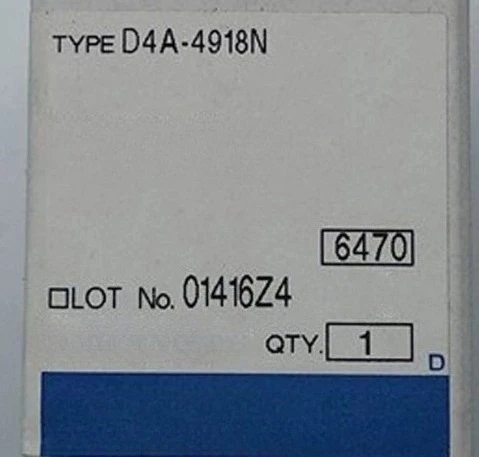 TYPE D4A-4918N
6470
□LOT No. 01416Z4
QTY. 1
D